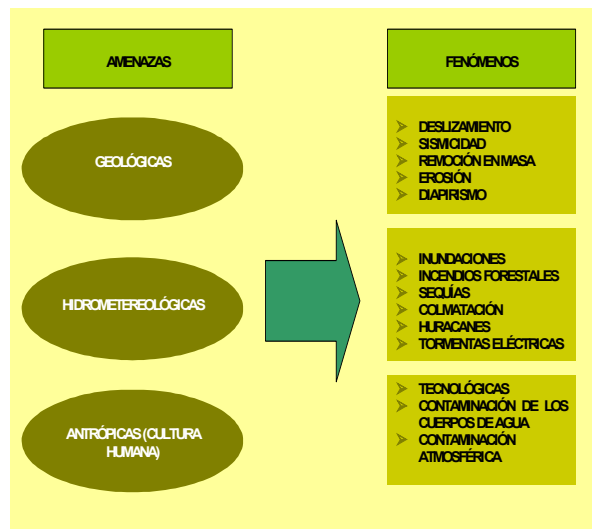 AMENAZAS
FENÓMENOS
GEOLÓGICAS
DESLIZAMIENTO
SISMICIDAD
REMOCIÓN EN MASA
EROSIÓN
DIAPIRISMO
HIDROMETEREOLÓGICAS
INUNDACIONES
INCENDIOS FORESTALES
SEQUÍAS
COLMATACIÓN
HURACANES
TORMENTAS ELÉCTRICAS
ANTRÓPICAS (CULTURA
HUMANA)
TECNOLÓGICAS
CONTAMINACIÓN DE LOS
CUERPOS DE AGUA
CONTAMINACIÓN
ATMOSFÉRICA